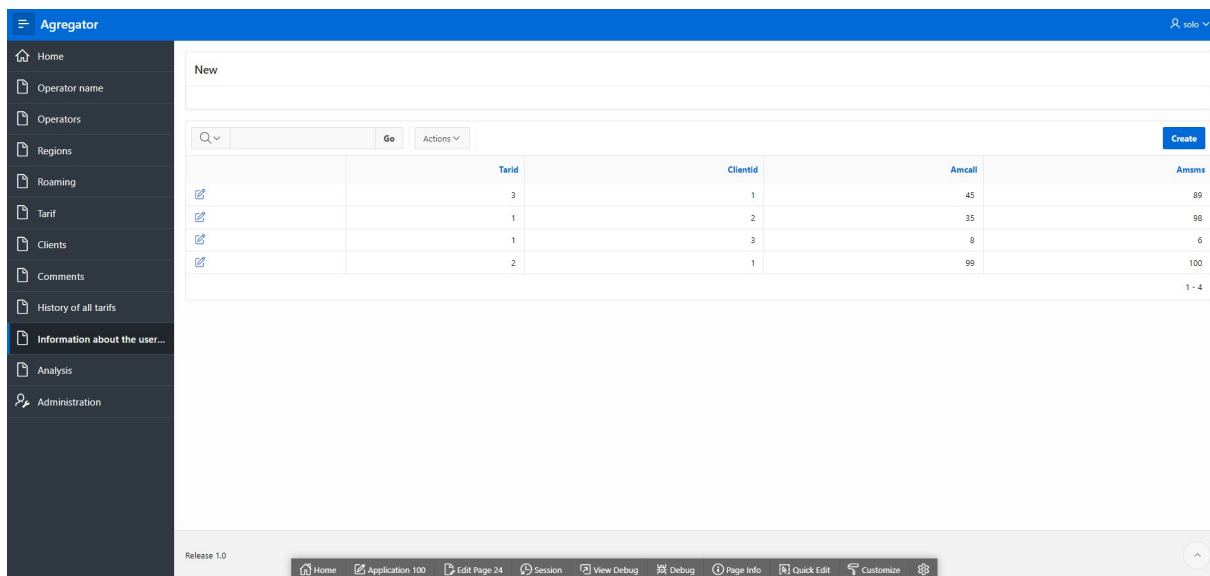 Agregator
solo
Home
Operator name
Operators
Regions
Roaming
Tarif
Clients
Comments
History of all tarifs
Information about the user...
Analysis
Administration
New
Go Actions Create
Tarid Clientid Amcall Amsms
3 1 45 89
1 2 35 98
1 3 8 6
2 1 99 100
1 - 4
Release 1.0
Home Application 100 Edit Page 24 Session View Debug Debug Page Info Quick Edit Customize